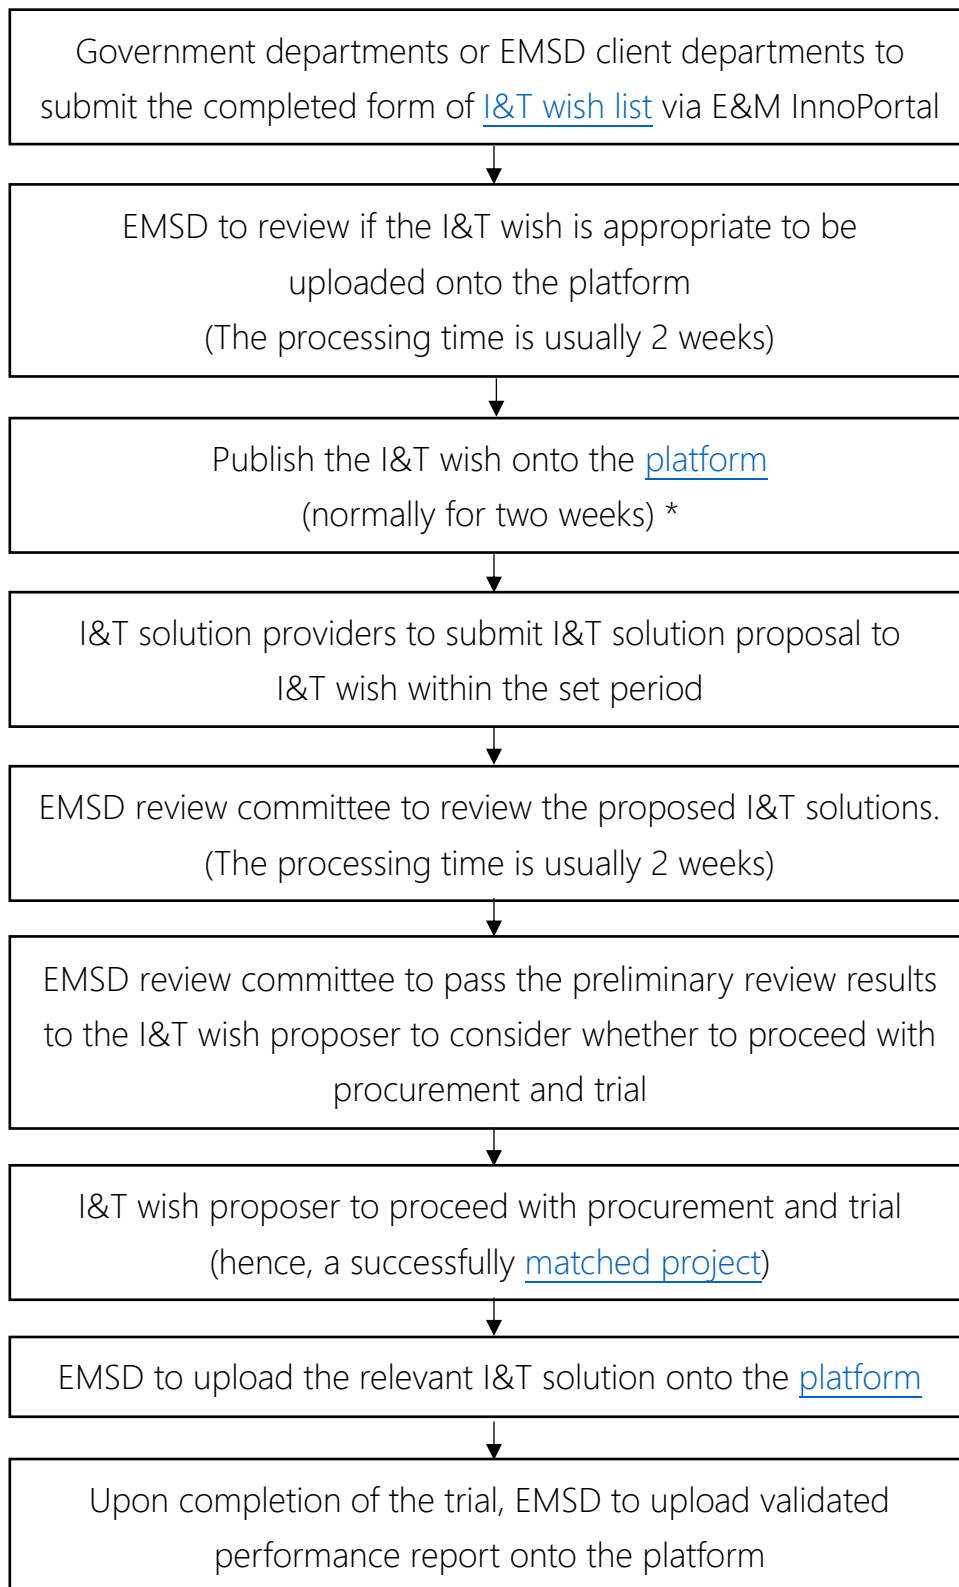 Government departments or EMSD client departments to
submit the completed form of I&T wish list via E&M InnoPortal
EMSD to review if the I&T wish is appropriate to be
uploaded onto the platform
(The processing time is usually 2 weeks)
Publish the I&T wish onto the platform
(normally for two weeks) *
I&T solution providers to submit I&T solution proposal to
I&T wish within the set period
EMSD review committee to review the proposed I&T solutions.
(The processing time is usually 2 weeks)
EMSD review committee to pass the preliminary review results
to the I&T wish proposer to consider whether to proceed with
procurement and trial
I&T wish proposer to proceed with procurement and trial
(hence, a successfully matched project)
EMSD to upload the relevant I&T solution onto the platform
Upon completion of the trial, EMSD to upload validated
performance report onto the platform